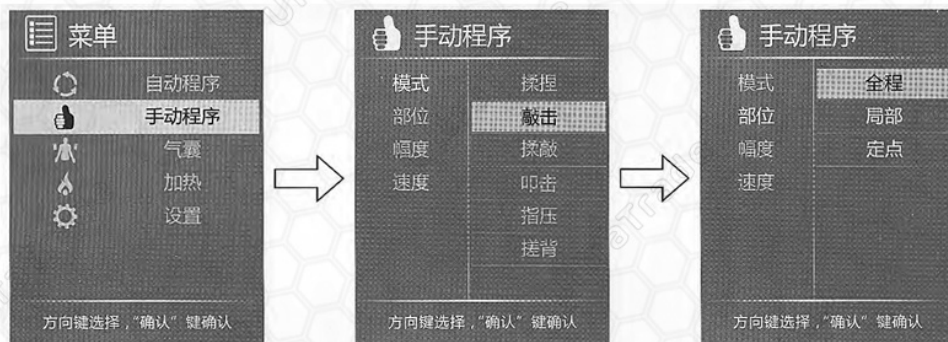 菜单
自动程序
手动程序
气囊
加热
设置
方向键选择，“确认”键确认
手动程序
模式
部位
幅度
速度
揉捏
敲击
揉敲
叩击
指压
搓背
方向键选择，“确认”键确认
手动程序
模式
部位
幅度
速度
全程
局部
定点
方向键选择，“确认”键确认